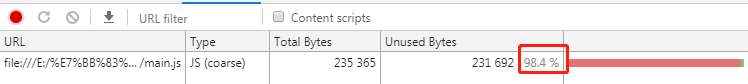 URL filter Content scripts
URL Type Total Bytes Unused Bytes
file:///E:/%E7%BB%83%... /main.js JS (coarse) 235 365 231 692 98.4 %